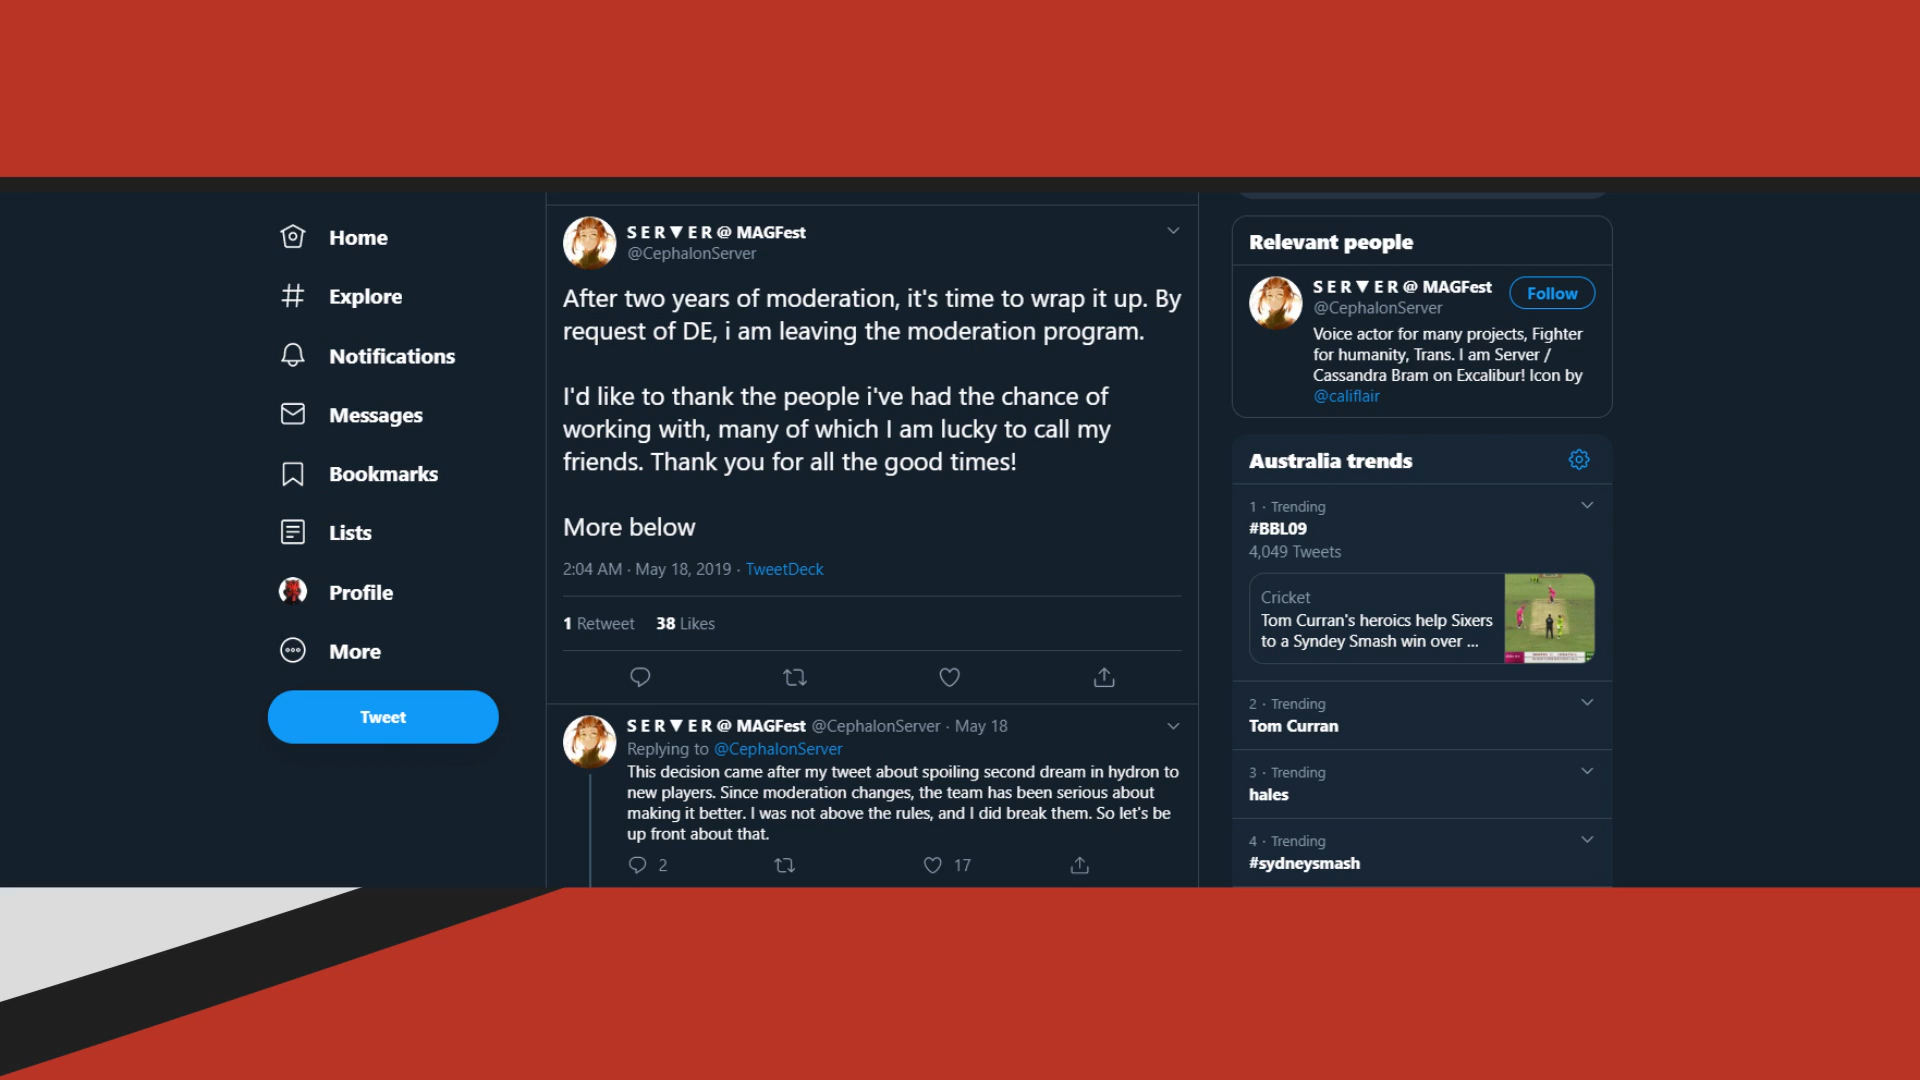 Home
Explore
Notifications
Messages
Bookmarks
Lists
Profile
More
Tweet
S E R ▼ E R @ MAGFest
@CephalonServer
After two years of moderation, it's time to wrap it up. By
request of DE, i am leaving the moderation program.
I'd like to thank the people i've had the chance of
working with, many of which I am lucky to call my
friends. Thank you for all the good times!
More below
2:04 AM · May 18, 2019 · TweetDeck
1 Retweet 38 Likes
S E R ▼ E R @ MAGFest @CephalonServer · May 18
Replying to @CephalonServer
This decision came after my tweet about spoiling second dream in hydron to
new players. Since moderation changes, the team has been serious about
making it better. I was not above the rules, and I did break them. So let's be
up front about that.
2 17
Relevant people
S E R ▼ E R @ MAGFest
@CephalonServer
Follow
Voice actor for many projects, Fighter
for humanity, Trans. I am Server /
Cassandra Bram on Excalibur! Icon by
@califlair
Australia trends
1 · Trending
#BBL09
4,049 Tweets
Cricket
Tom Curran's heroics help Sixers
to a Syndey Smash win over ...
2 · Trending
Tom Curran
3 · Trending
hales
4 · Trending
#sydneysmash